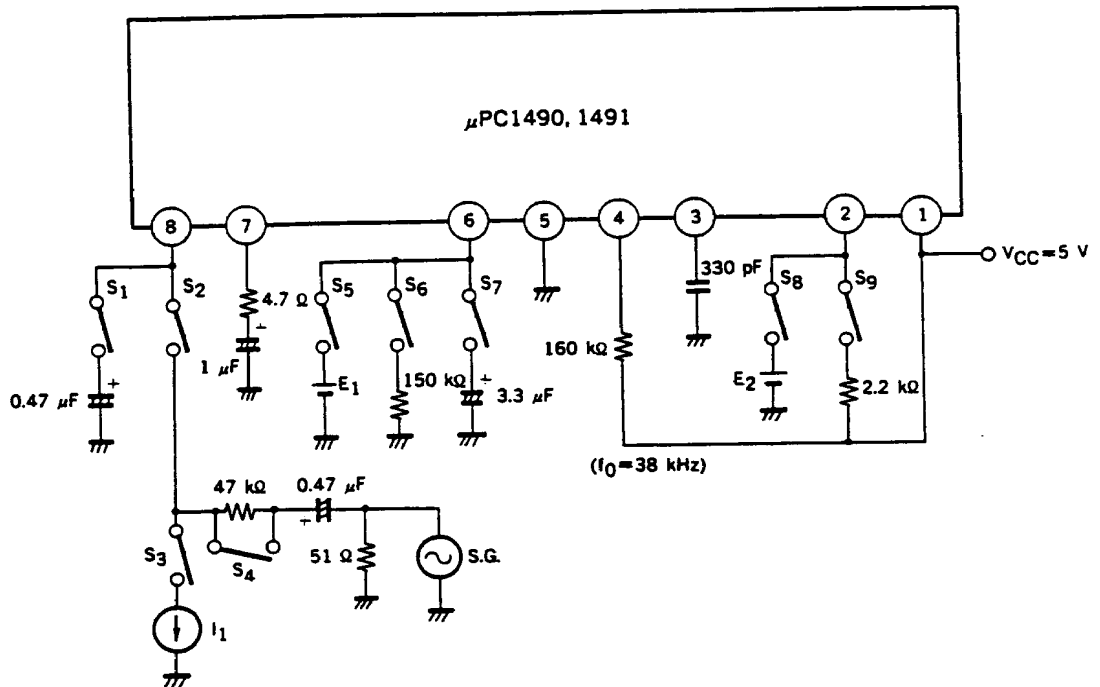 μPC1490, 1491
8
7
6
5
4
3
2
1
S1
S2
4.7 Ω
+
1 μF
S5
S6
S7
330 pF
S8
S9
VCC=5 V
+
0.47 μF
E1
150 kΩ
+
3.3 μF
160 kΩ
E2
2.2 kΩ
(f0=38 kHz)
47 kΩ
0.47 μF
+
S3
S4
51 Ω
S.G.
I1